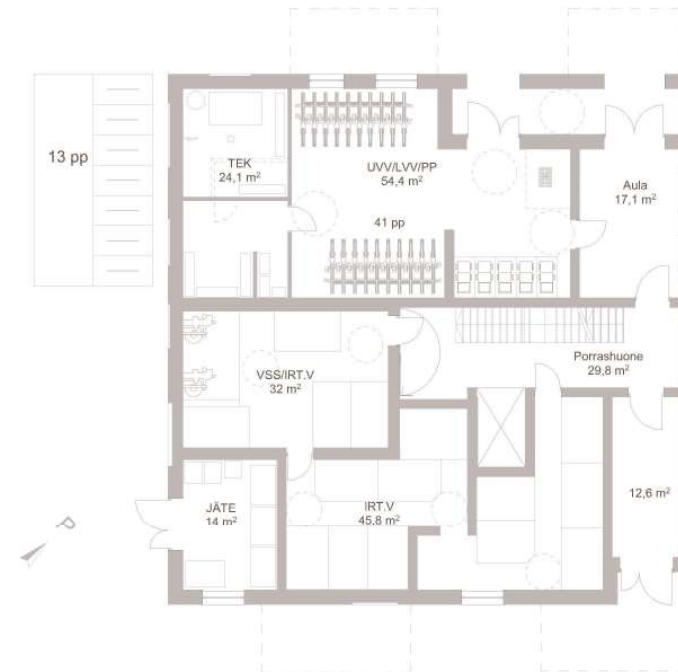 13 pp
TEK
24,1 m²
UVV/LVV/PP
54,4 m²
41 pp
Aula
17,1 m²
Porrashuone
29,8 m²
VSS/IRT.V
32 m²
JÄTE
14 m²
IRT.V
45,8 m²
12,6 m²
P